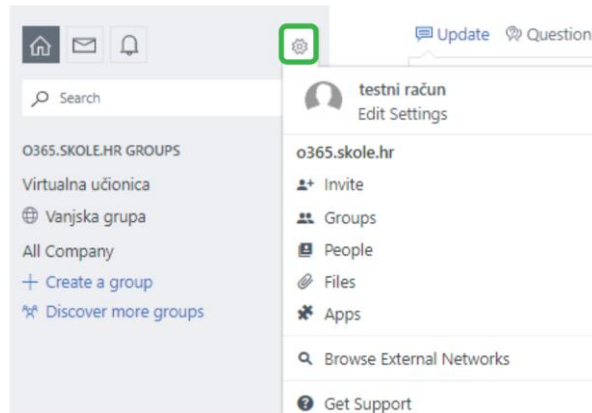 Update Question
Search
O365.SKOLE.HR GROUPS
Virtualna učionica
Vanjska grupa
All Company
Create a group
Discover more groups
testni račun
Edit Settings
o365.skole.hr
Invite
Groups
People
Files
Apps
Browse External Networks
Get Support